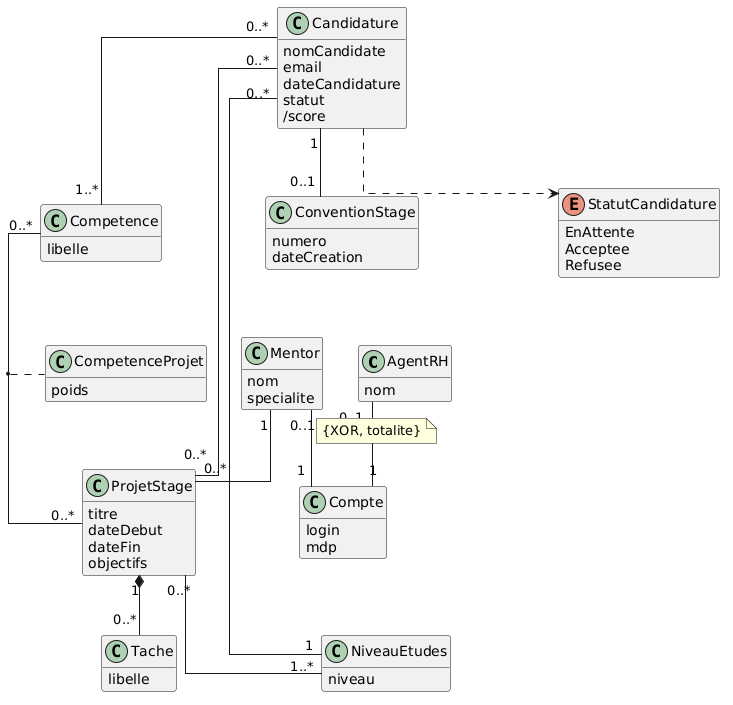 0..*
C Candidature
nomCandidate
0..*
email
dateCandidature
0..*
statut
/score
1
1..*
0..1
0..*
C Competence
libelle
C ConventionStage
numero
dateCreation
E StatutCandidature
EnAttente
Acceptee
Refusee
C CompetenceProjet
poids
C Mentor
nom
specialite
C AgentRH
nom
1
0..1
0..1
{XOR, totalite}
0..*
0..*
1
1
C ProjetStage
titre
dateDebut
dateFin
objectifs
0..*
C Compte
login
mdp
1
0..*
0..*
1
1..*
C Tache
libelle
C NiveauEtudes
niveau